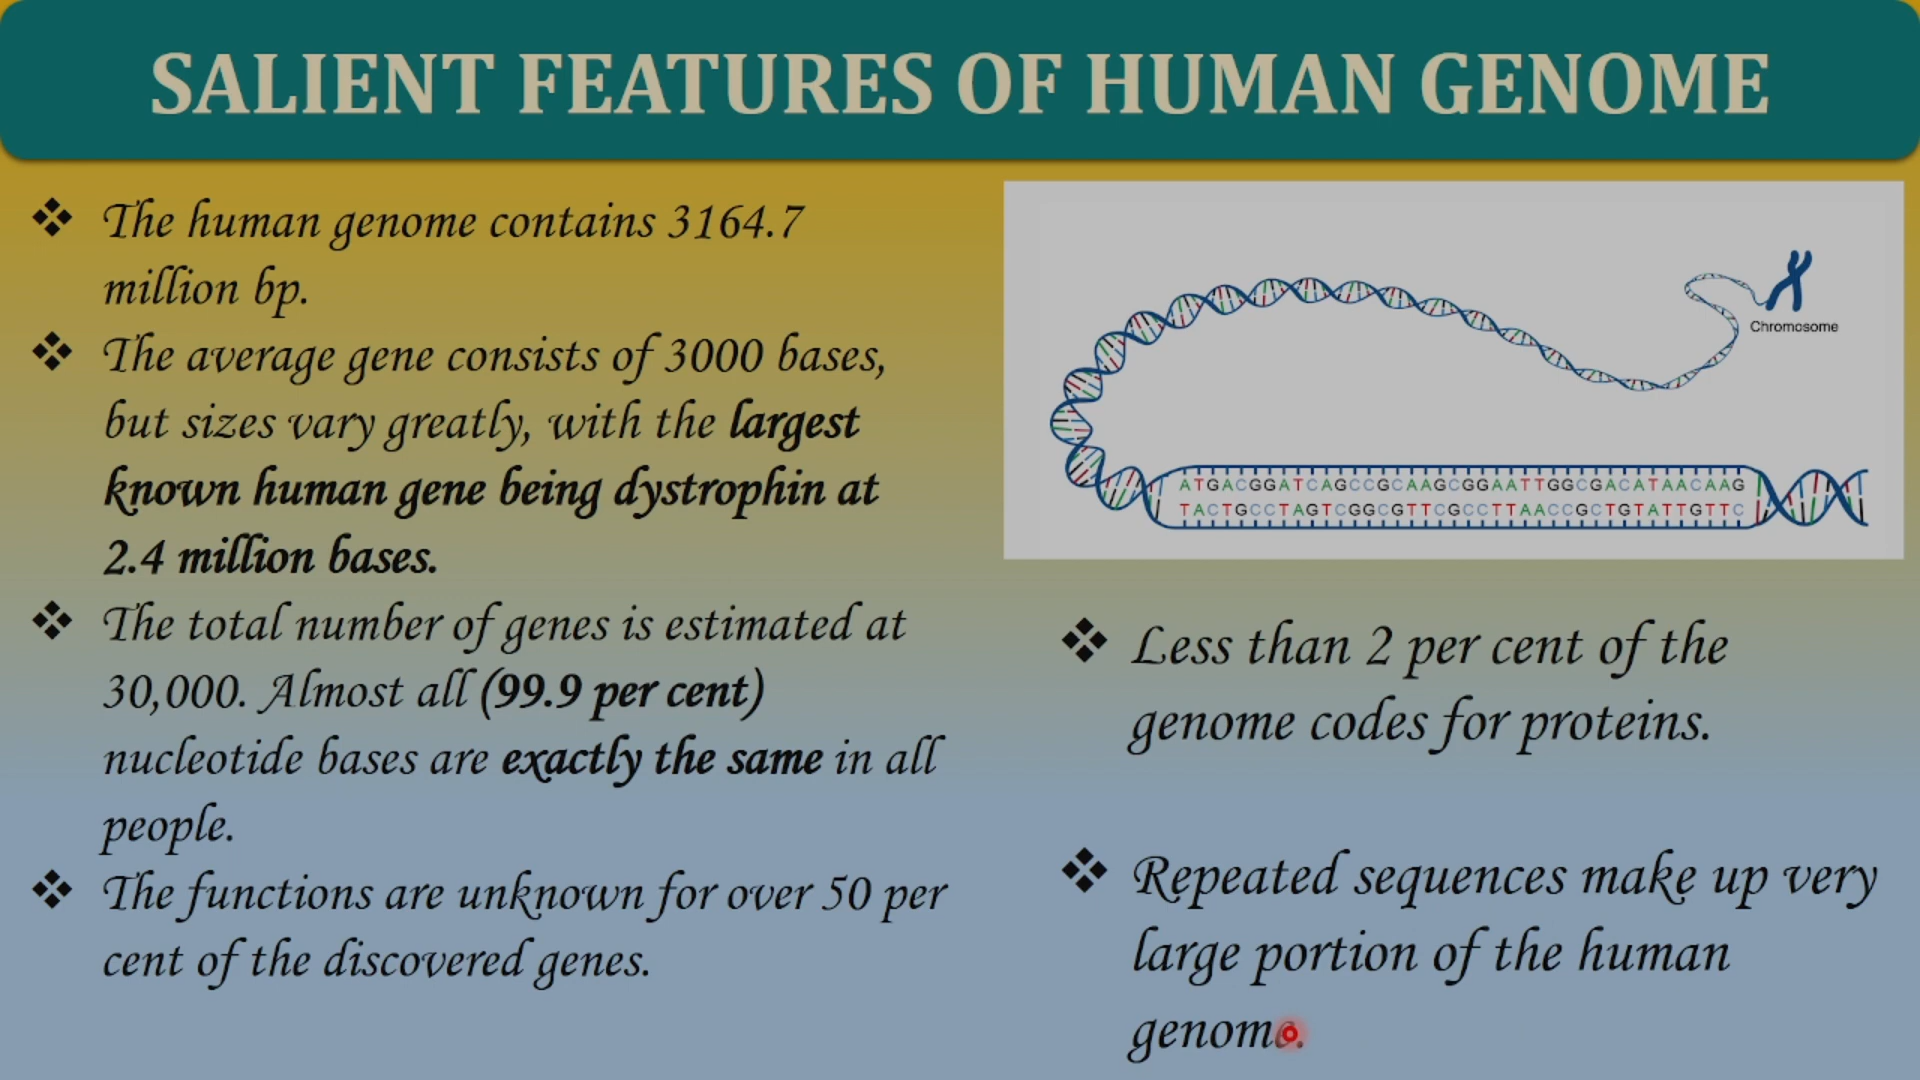 SALIENT FEATURES OF HUMAN GENOME
❖ The human genome contains 3164.7
million bp.
❖ The average gene consists of 3000 bases,
but sizes vary greatly, with the largest
known human gene being dystrophin at
2.4 million bases.
❖ The total number of genes is estimated at
30,000. Almost all (99.9 per cent)
nucleotide bases are exactly the same in all
people.
❖ The functions are unknown for over 50 per
cent of the discovered genes.
Chromosome
ATGACGGATCAGCCGCAAGCGGAATTGGCGACATAACAAG
TACTGCCTAGTCGGCGTTCGCCTTAACCGCTGTATTGTTC
❖ Less than 2 per cent of the
genome codes for proteins.
❖ Repeated sequences make up very
large portion of the human
genome.